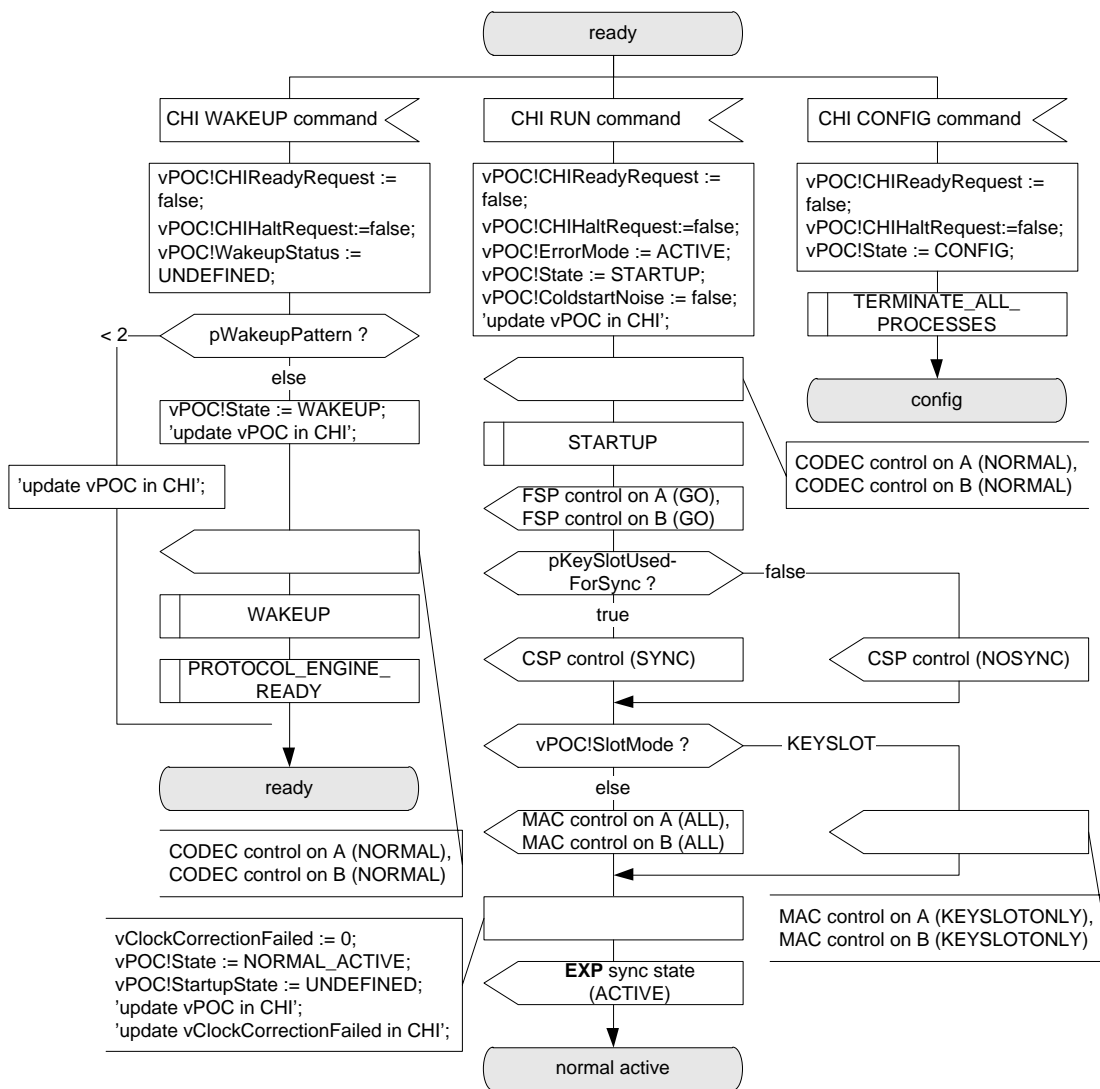 ready
CHI WAKEUP command
CHI RUN command
CHI CONFIG command
vPOC!CHIReadyRequest :=
false;
vPOC!CHIHaltRequest:=false;
vPOC!WakeupStatus :=
UNDEFINED;
vPOC!CHIReadyRequest :=
false;
vPOC!CHIHaltRequest:=false;
vPOC!ErrorMode := ACTIVE;
vPOC!State := STARTUP;
vPOC!ColdstartNoise := false;
'update vPOC in CHI';
vPOC!CHIReadyRequest :=
false;
vPOC!CHIHaltRequest:=false;
vPOC!State := CONFIG;
TERMINATE_ALL_
PROCESSES
config
< 2
pWakeupPattern ?
else
vPOC!State := WAKEUP;
'update vPOC in CHI';
'update vPOC in CHI';
WAKEUP
PROTOCOL_ENGINE_
READY
ready
CODEC control on A (NORMAL),
CODEC control on B (NORMAL)
CODEC control on A (NORMAL),
CODEC control on B (NORMAL)
STARTUP
FSP control on A (GO),
FSP control on B (GO)
pKeySlotUsed-
ForSync ?
false
true
CSP control (SYNC)
CSP control (NOSYNC)
vPOC!SlotMode ?
KEYSLOT
else
MAC control on A (ALL),
MAC control on B (ALL)
MAC control on A (KEYSLOTONLY),
MAC control on B (KEYSLOTONLY)
vClockCorrectionFailed := 0;
vPOC!State := NORMAL_ACTIVE;
vPOC!StartupState := UNDEFINED;
'update vPOC in CHI';
'update vClockCorrectionFailed in CHI';
EXP sync state
(ACTIVE)
normal active